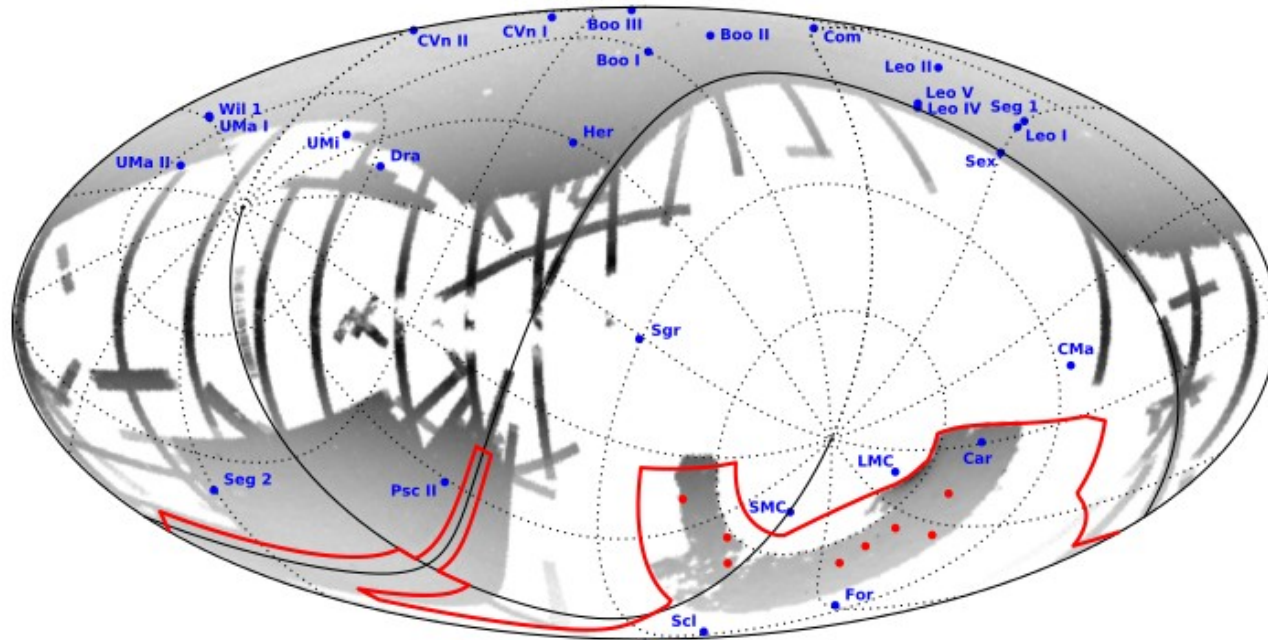 Boo III
CVn I
CVn II
Boo II
Com
Boo I
Leo II
Leo V
Leo IV
Seg 1
Leo I
Wil 1
UMa I
UMi
Her
UMa II
Dra
Sex
Sgr
CMa
Car
LMC
Seg 2
Psc II
SMC
For
Scl